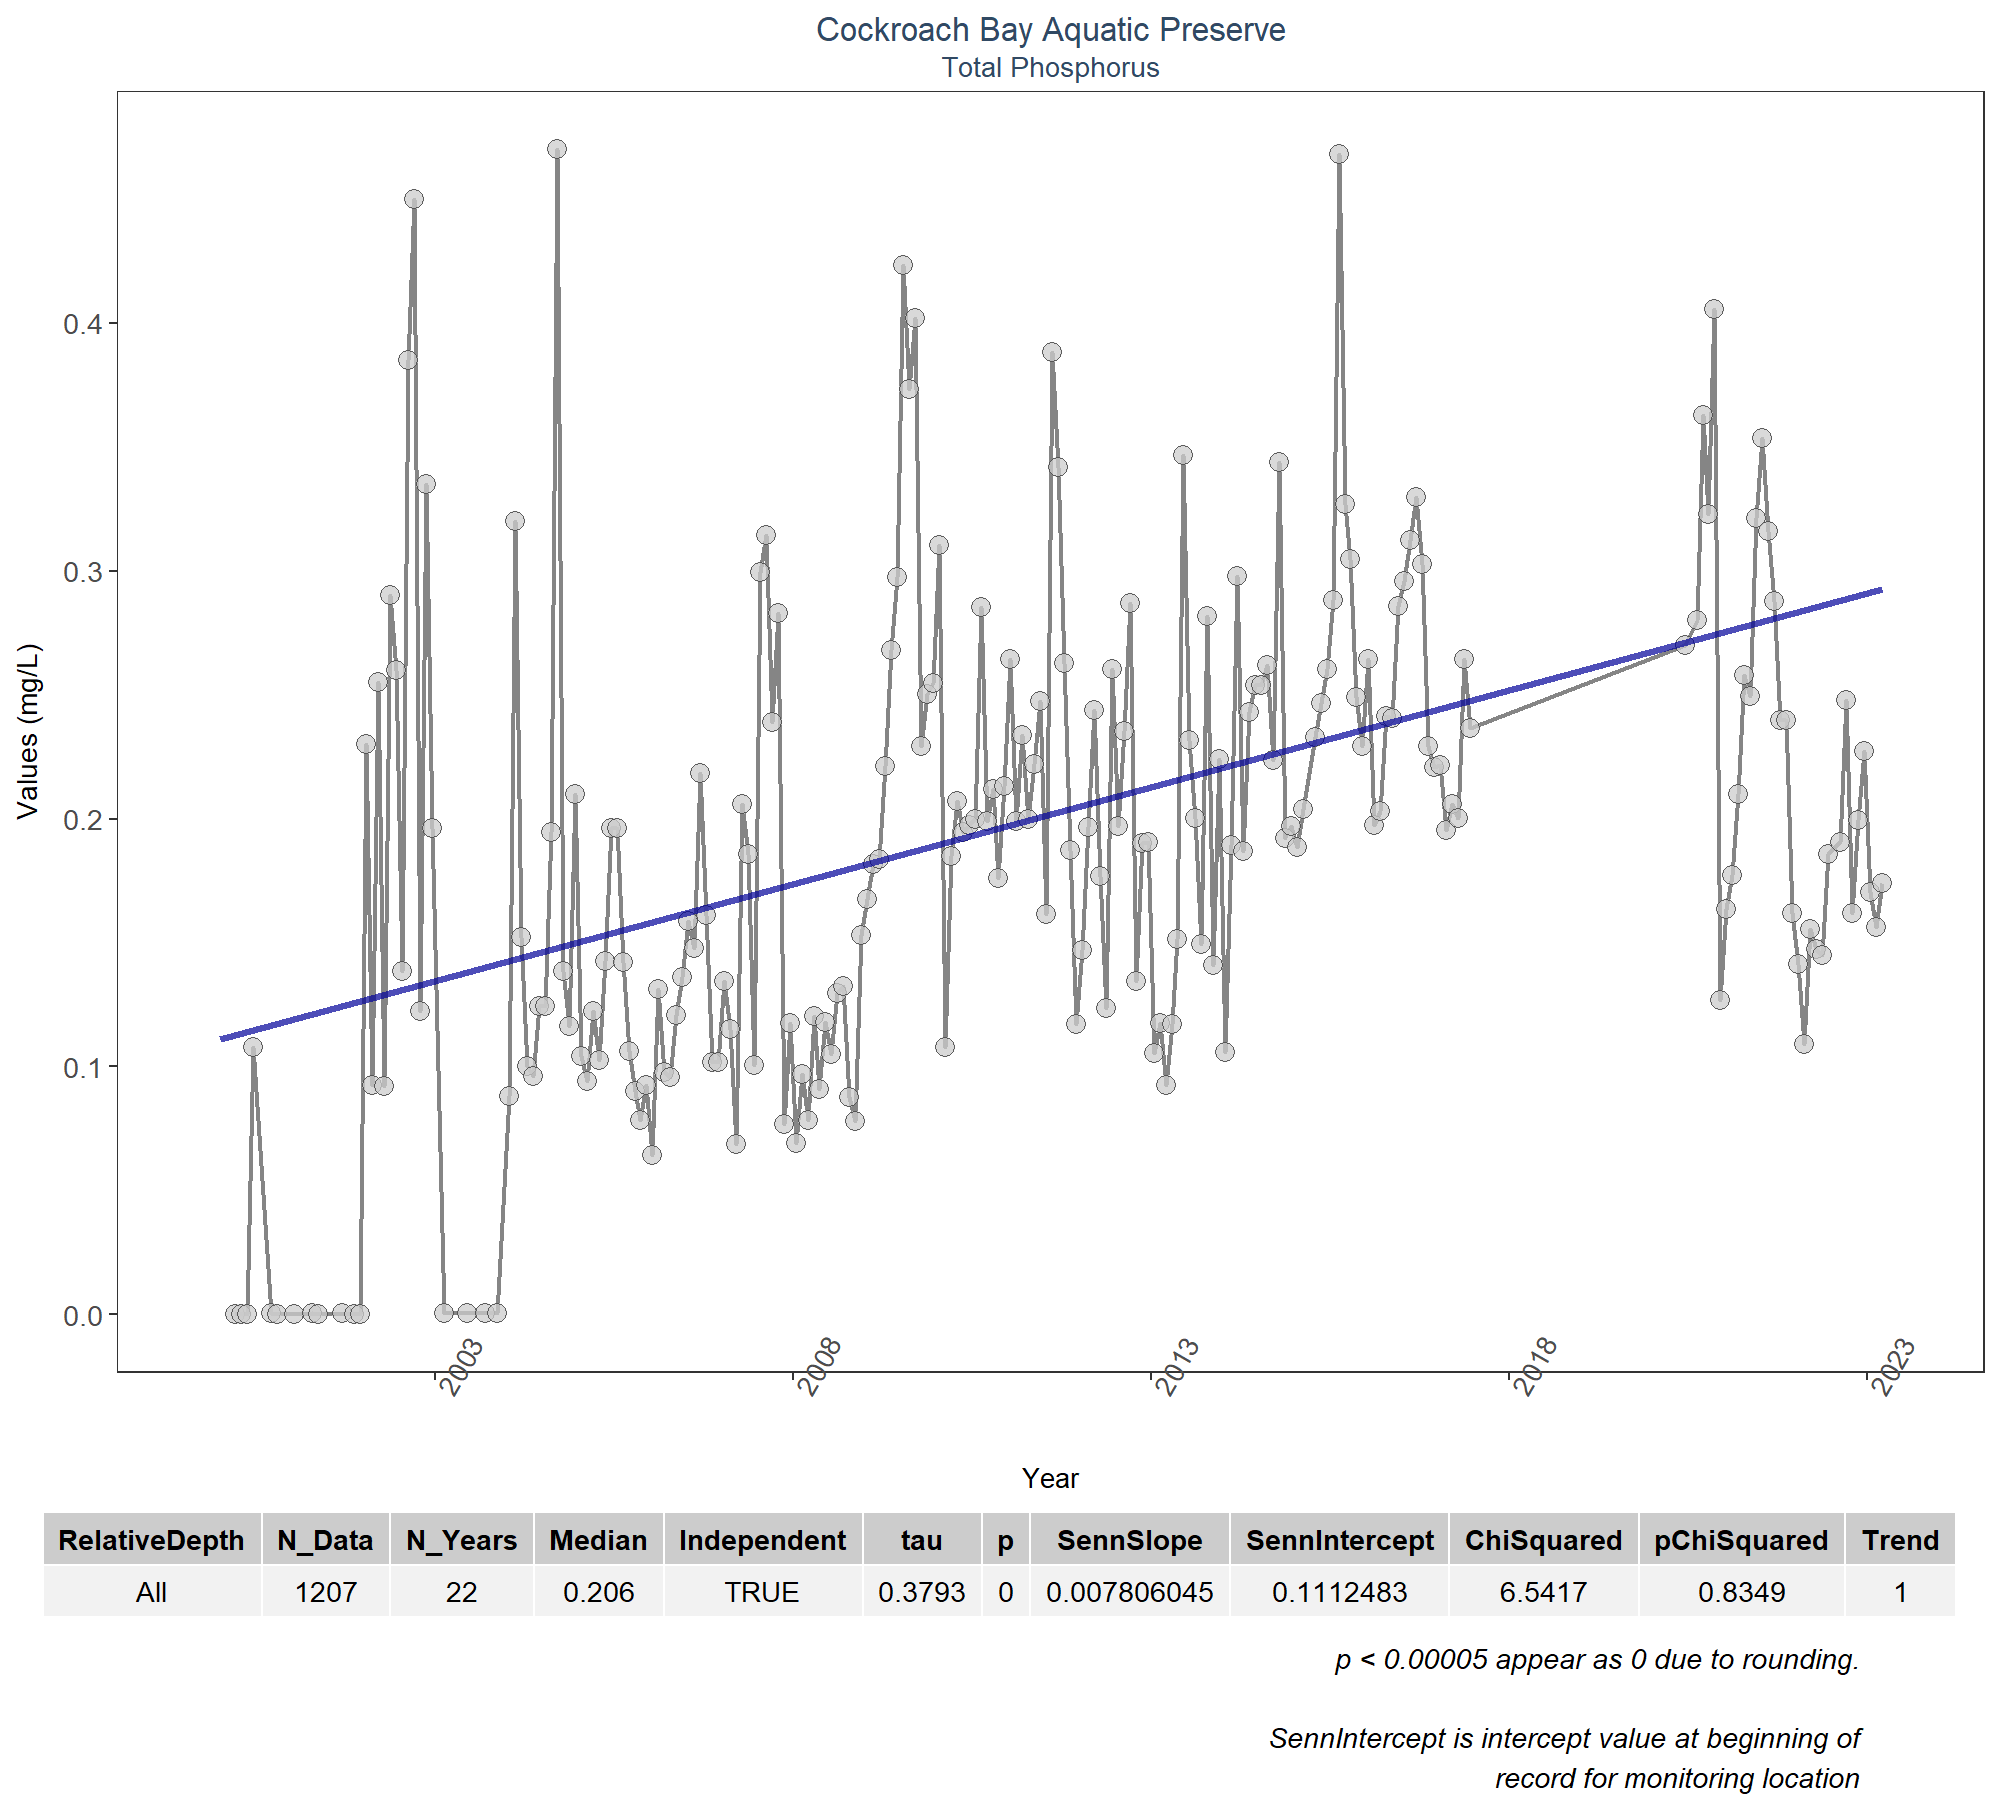 Cockroach Bay Aquatic Preserve
Total Phosphorus
Values (mg/L)
0.4
0.3
0.2
0.1
0.0
2003 2008 2013 2018 2023
Year
RelativeDepth N_Data N_Years Median Independent tau p SennSlope SennIntercept ChiSquared pChiSquared Trend
All 1207 22 0.206 TRUE 0.3793 0 0.007806045 0.1112483 6.5417 0.8349 1
p < 0.00005 appear as 0 due to rounding.
SennIntercept is intercept value at beginning of
record for monitoring location